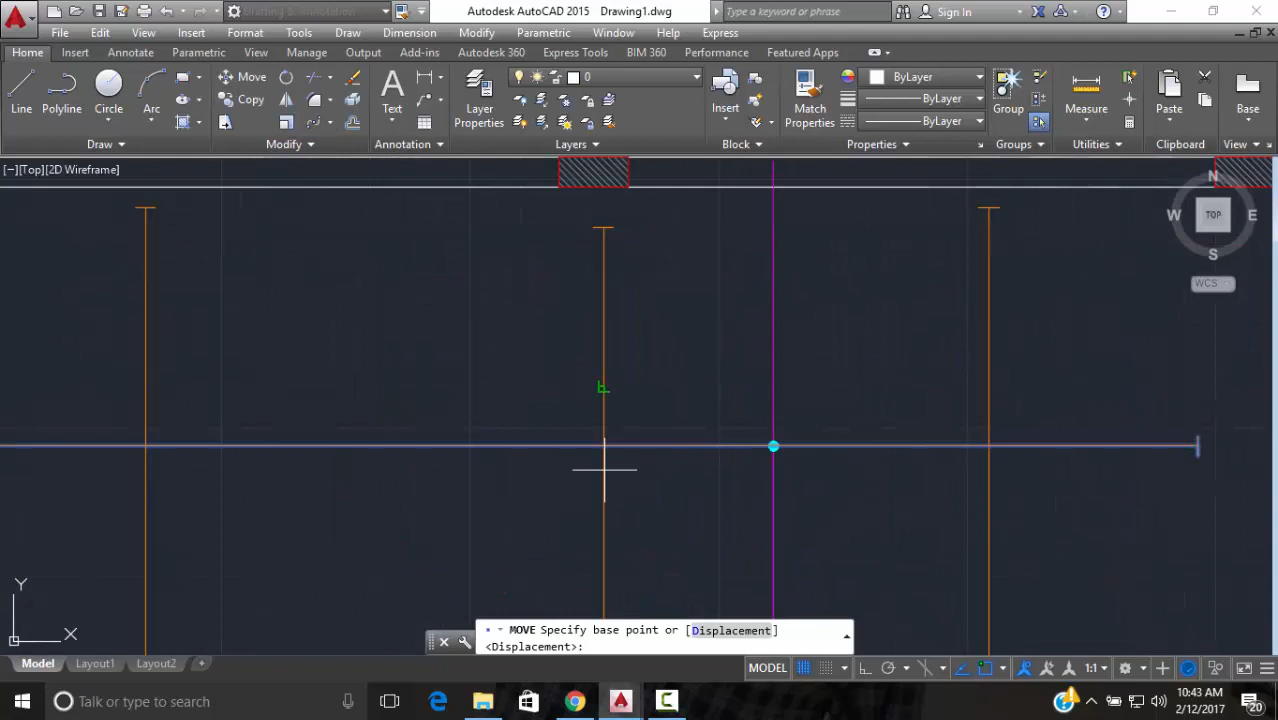 Drafting & Annotation
Autodesk AutoCAD 2015 Drawing1.dwg
Type a keyword or phrase
Sign In
File Edit View Insert Format Tools Draw Dimension Modify Parametric Window Help Express
Home Insert Annotate Parametric View Manage Output Add-ins Autodesk 360 Express Tools BIM 360 Performance Featured Apps
Move
0
ByLayer
Copy
ByLayer
Line Polyline Circle Arc Text Layer Properties Insert Match Properties Group Measure Paste Base
ByLayer
Draw Modify Annotation Layers Block Properties Groups Utilities Clipboard View
[−][Top][2D Wireframe]
N
W TOP E
S
WCS
Y
X
MOVE Specify base point or [Displacement]
<Displacement>:
Model Layout1 Layout2 +
MODEL 1:1
Talk or type to search
10:43 AM
2/12/2017
20